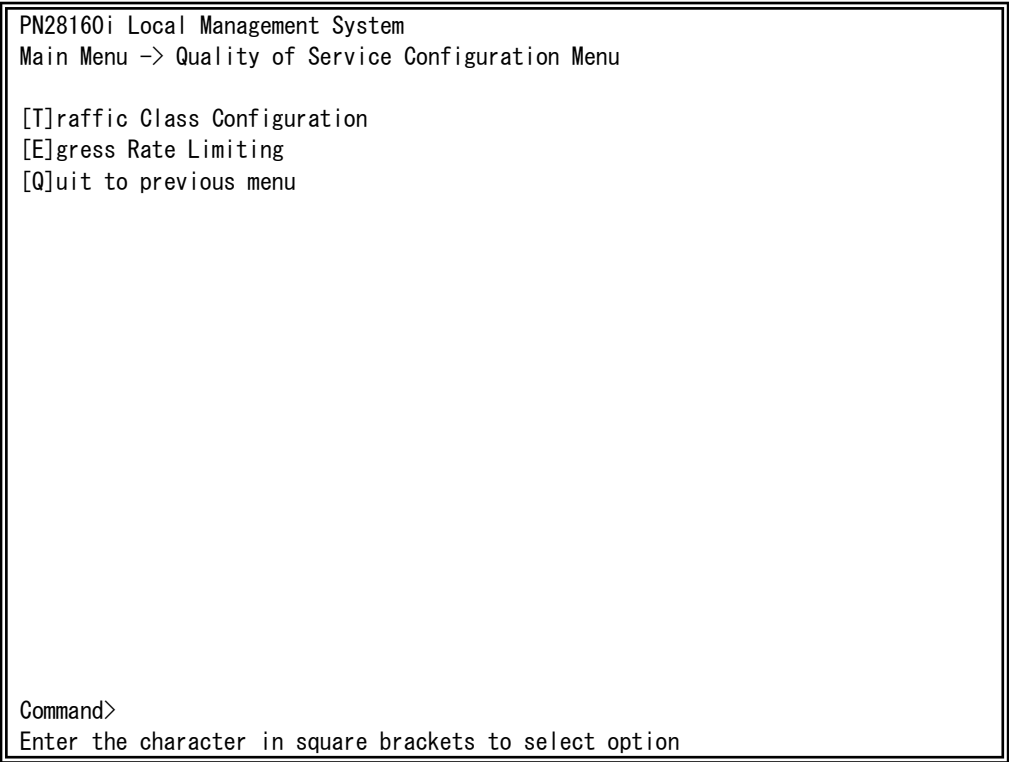 PN28160i Local Management System
Main Menu -> Quality of Service Configuration Menu
[T]raffic Class Configuration
[E]gress Rate Limiting
[Q]uit to previous menu
Command>
Enter the character in square brackets to select option